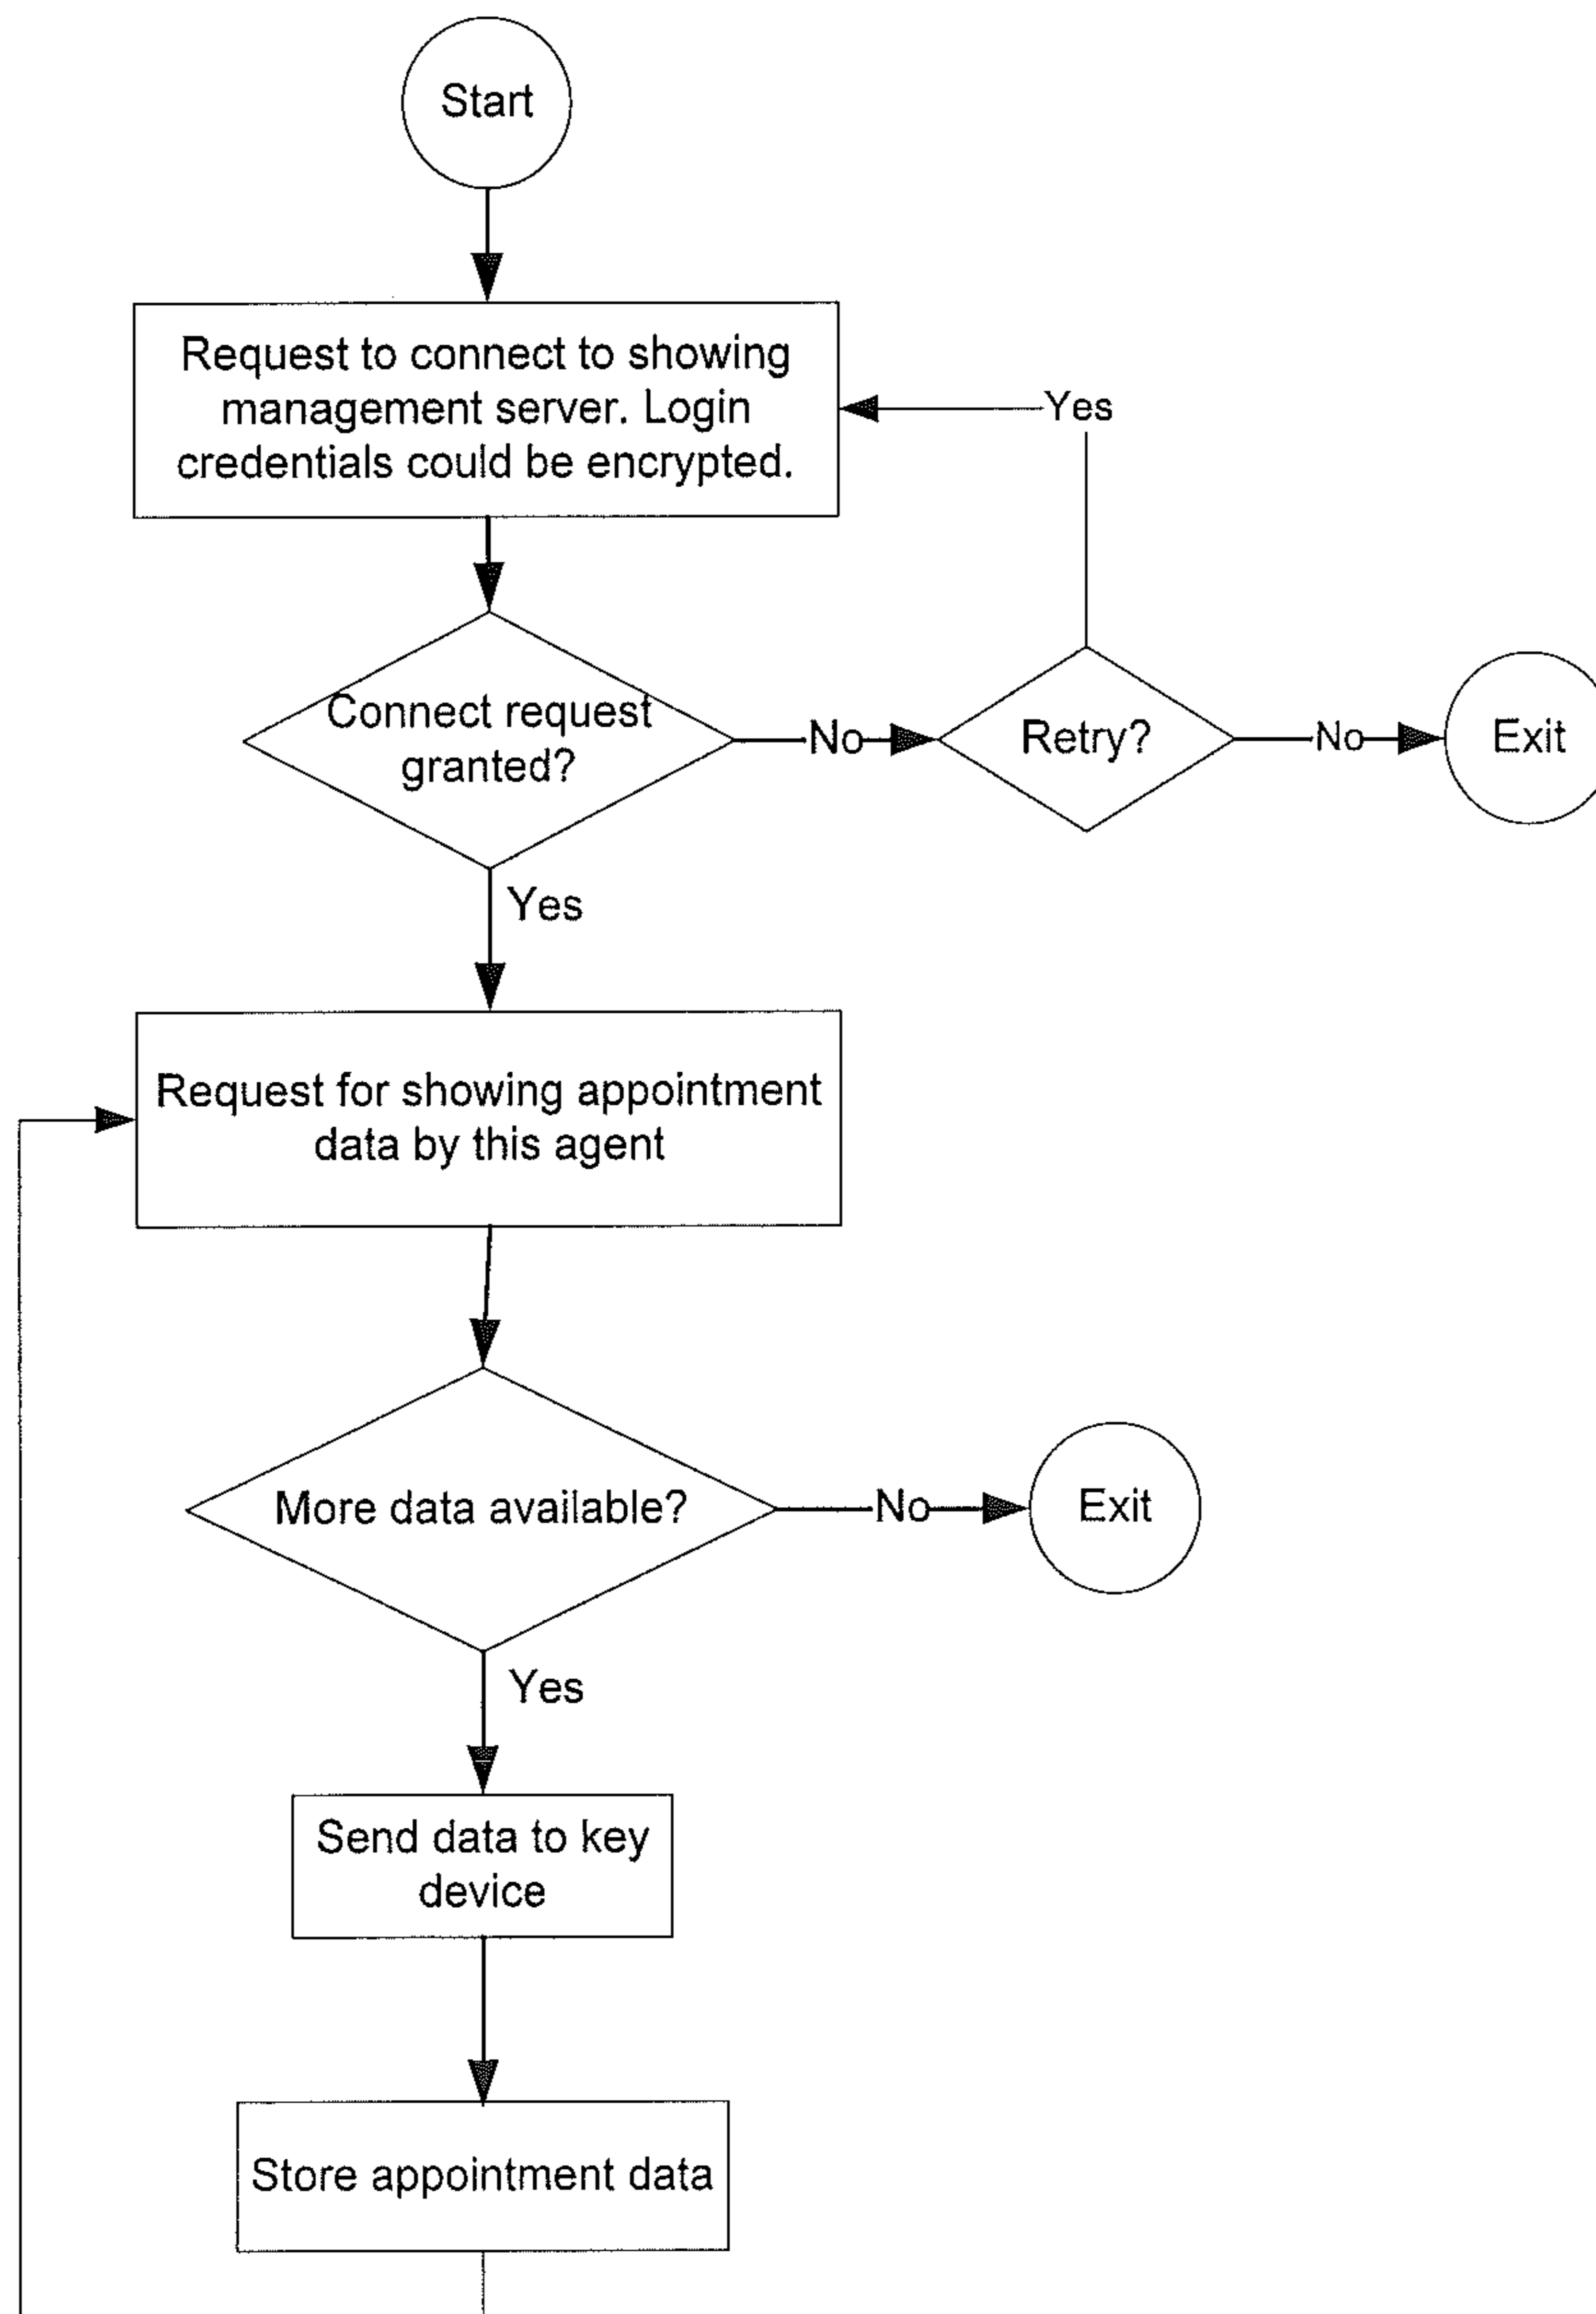 Start
Request to connect to showing
management server. Login
credentials could be encrypted.
Yes
Connect request
granted?
No
Retry?
No
Exit
Yes
Request for showing appointment
data by this agent
More data available?
No
Exit
Yes
Send data to key
device
Store appointment data